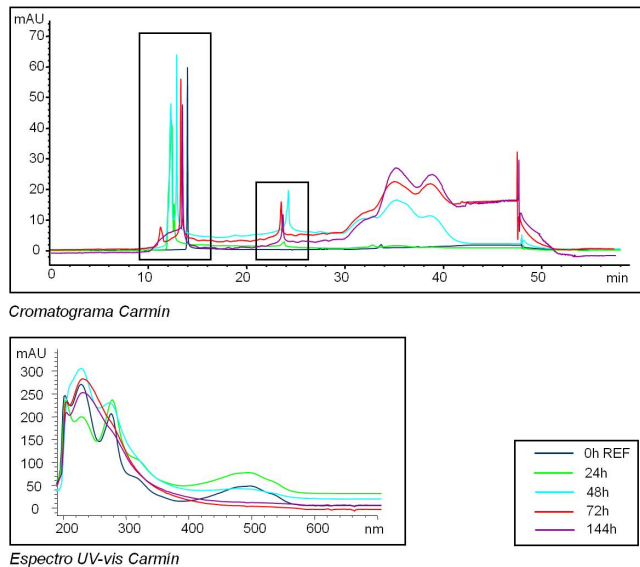 mAU
70
60
50
40
30
20
10
0
0 10 20 30 40 50 min
Cromatograma Carmín
mAU
300
250
200
150
100
50
0
200 300 400 500 600 nm
Espectro UV-vis Carmín
0h REF
24h
48h
72h
144h